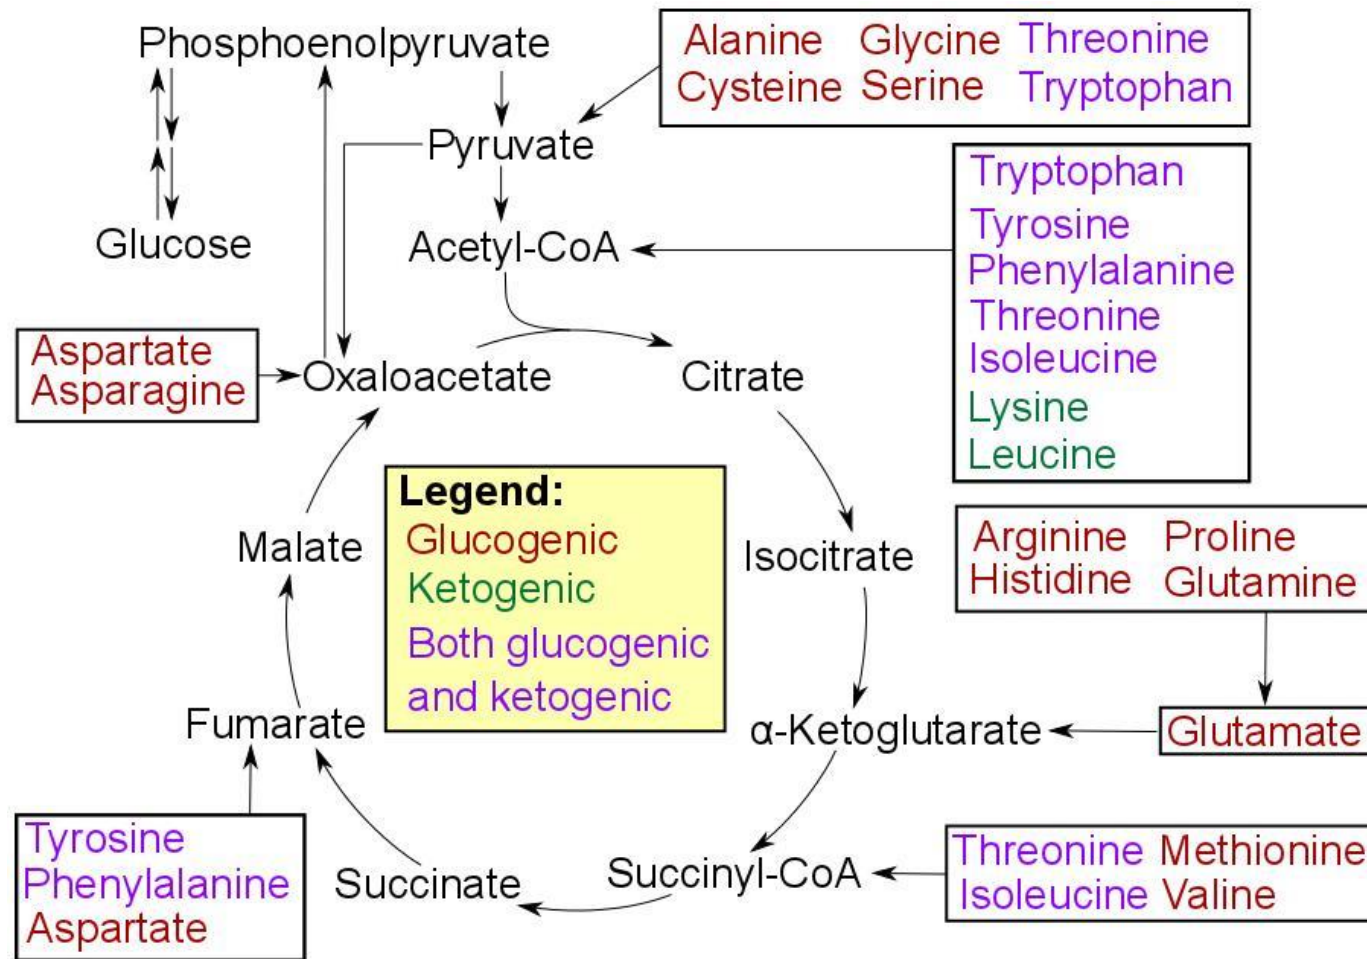 Phosphoenolpyruvate
Alanine Glycine Threonine
Cysteine Serine Tryptophan
Pyruvate
Glucose
Acetyl-CoA
Tryptophan
Tyrosine
Phenylalanine
Threonine
Isoleucine
Lysine
Leucine
Aspartate
Asparagine
Oxaloacetate
Citrate
Legend:
Glucogenic
Ketogenic
Both glucogenic
and ketogenic
Malate
Isocitrate
Arginine Proline
Histidine Glutamine
Fumarate
α-Ketoglutarate
Glutamate
Tyrosine
Phenylalanine
Aspartate
Succinate
Succinyl-CoA
Threonine Methionine
Isoleucine Valine